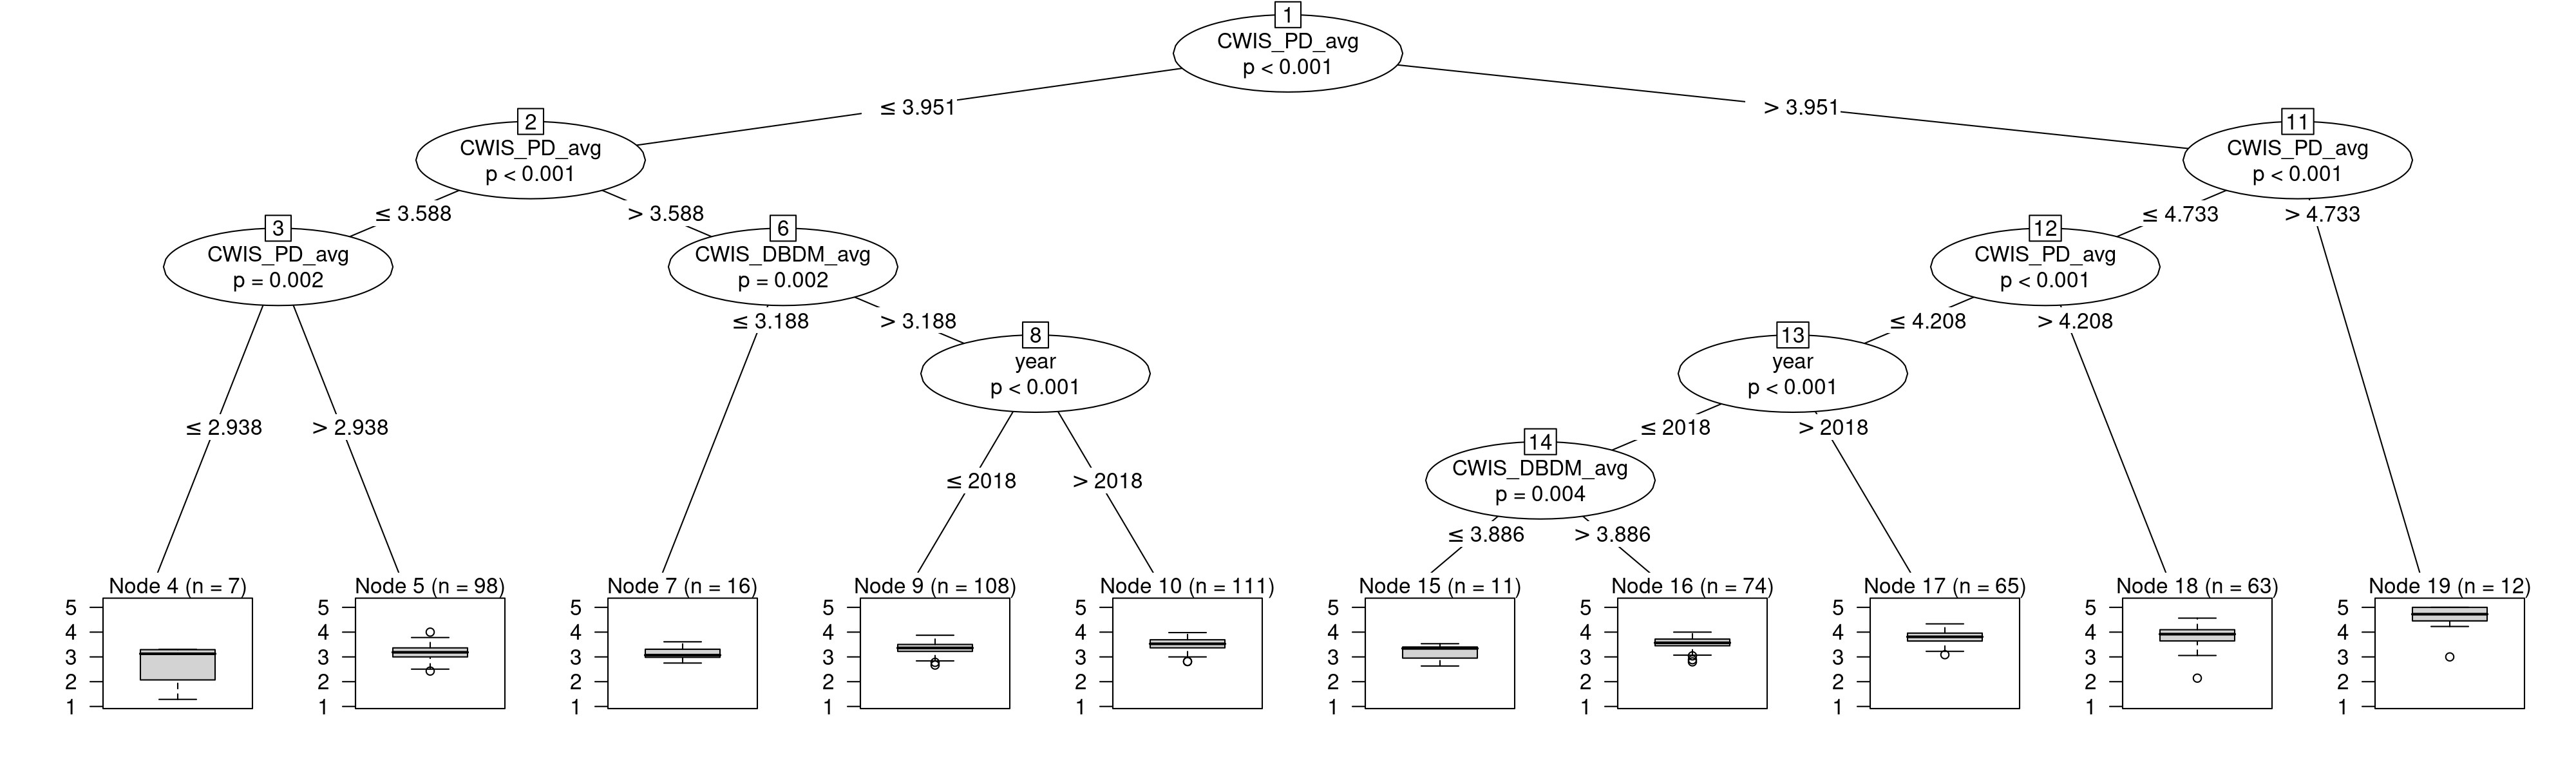 1
CWIS_PD_avg
p < 0.001
≤ 3.951
> 3.951
2
CWIS_PD_avg
p < 0.001
11
CWIS_PD_avg
p < 0.001
≤ 3.588
> 3.588
≤ 4.733
> 4.733
3
CWIS_PD_avg
p = 0.002
6
CWIS_DBDM_avg
p = 0.002
12
CWIS_PD_avg
p < 0.001
≤ 3.188
> 3.188
≤ 4.208
> 4.208
8
year
p < 0.001
13
year
p < 0.001
≤ 2.938
> 2.938
≤ 2018
> 2018
14
CWIS_DBDM_avg
p = 0.004
≤ 2018
> 2018
≤ 3.886
> 3.886
Node 4 (n = 7)
5
4
3
2
1
Node 5 (n = 98)
5
4
3
2
1
Node 7 (n = 16)
5
4
3
2
1
Node 9 (n = 108)
5
4
3
2
1
Node 10 (n = 111)
5
4
3
2
1
Node 15 (n = 11)
5
4
3
2
1
Node 16 (n = 74)
5
4
3
2
1
Node 17 (n = 65)
5
4
3
2
1
Node 18 (n = 63)
5
4
3
2
1
Node 19 (n = 12)
5
4
3
2
1